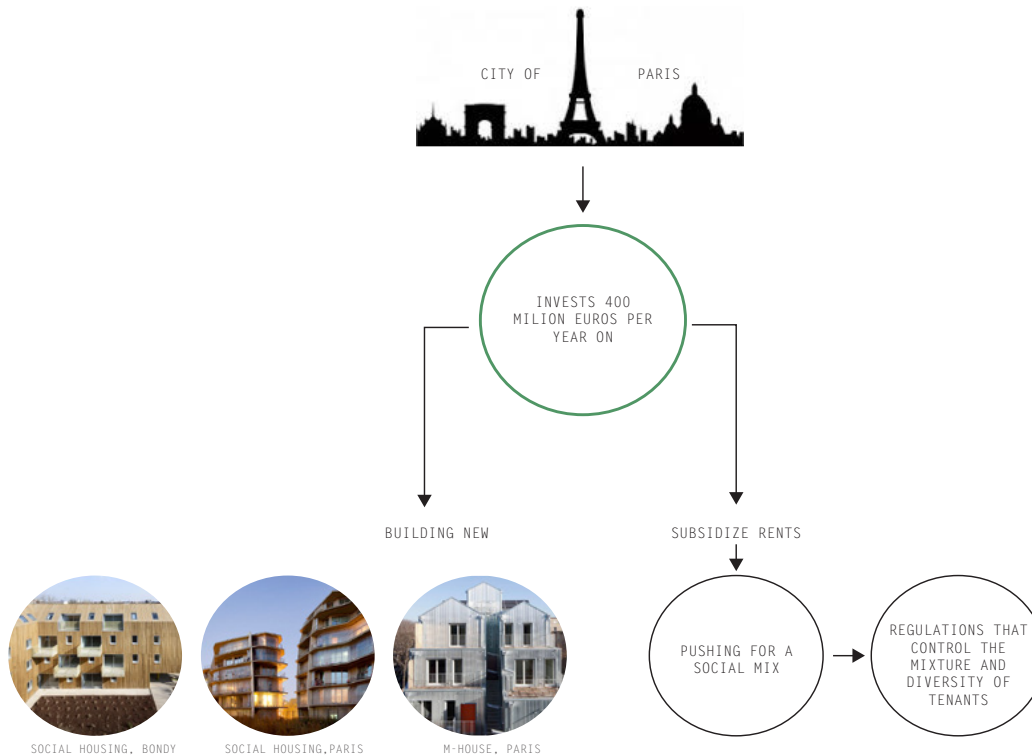 CITY OF PARIS
INVESTS 400
MILION EUROS PER
YEAR ON
BUILDING NEW
SUBSIDIZE RENTS
PUSHING FOR A
SOCIAL MIX
REGULATIONS THAT
CONTROL THE
MIXTURE AND
DIVERSITY OF
TENANTS
SOCIAL HOUSING, BONDY
SOCIAL HOUSING,PARIS
M-HOUSE, PARIS